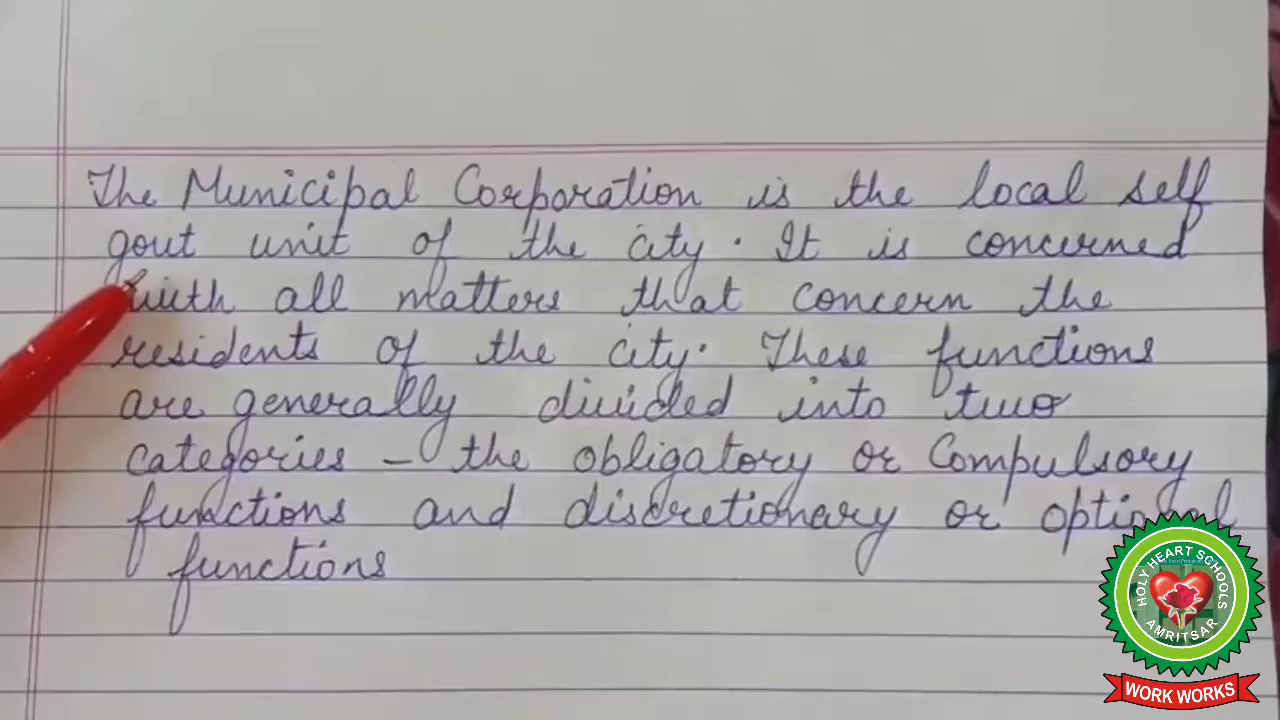 The Municipal Corporation is the local self
govt unit of the city. It is concerned
with all matters that concern the
residents of the city. These functions
are generally divided into two
categories - the obligatory or Compulsory
functions and discretionary or optional
functions
HOLY HEART SCHOOLS
AMRITSAR
WORK WORKS